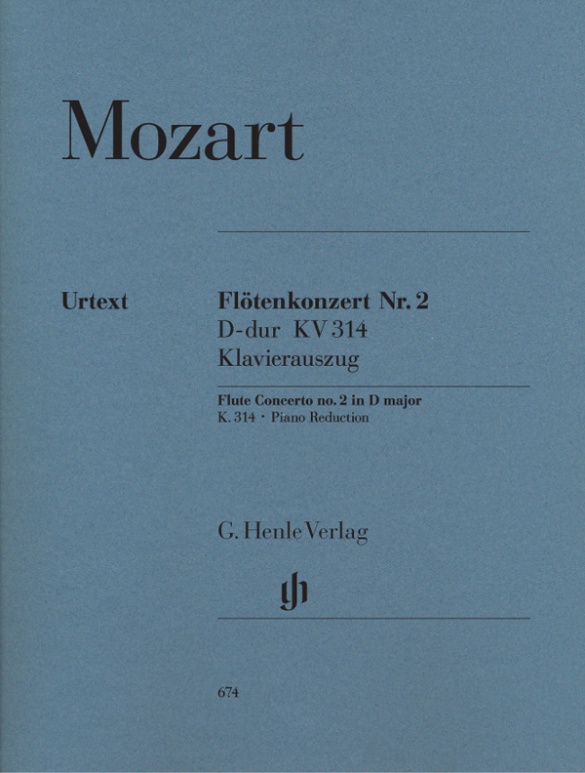 Mozart
Urtext
Flötenkonzert Nr. 2
D-dur KV 314
Klavierauszug
Flute Concerto no. 2 in D major
K. 314 · Piano Reduction
G. Henle Verlag
674